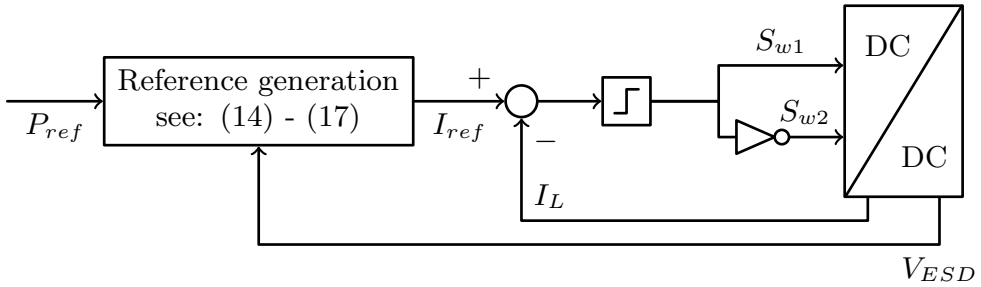 P_ref
Reference generation
see: (14) - (17)
I_ref
+
−
I_L
S_w1
S_w2
DC
DC
V_ESD